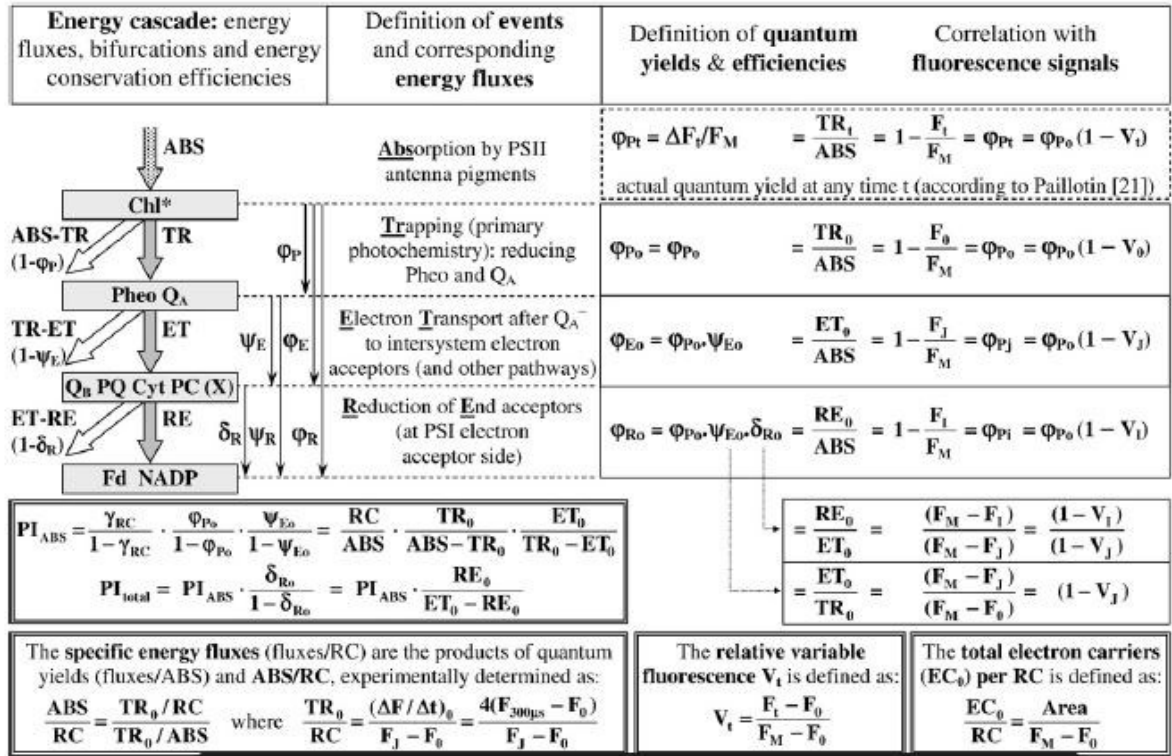 Energy cascade: energy
fluxes, bifurcations and energy
conservation efficiencies
Definition of events
and corresponding
energy fluxes
Definition of quantum
yields & efficiencies
Correlation with
fluorescence signals
ABS
Chl*
ABS-TR
(1-φP)
TR
Pheo QA
TR-ET
(1-ψE)
ET
QB PQ Cyt PC (X)
ET-RE
(1-δR)
RE
Fd NADP
φP
ψE
φE
δR
ψR
φR
Absorption by PSII
antenna pigments
Trapping (primary
photochemistry): reducing
Pheo and QA
Electron Transport after QA⁻
to intersystem electron
acceptors (and other pathways)
Reduction of End acceptors
(at PSI electron
acceptor side)
φPt = ΔFt/FM = TRt/ABS = 1 − Ft/FM = φPt = φPo (1 − Vt)
actual quantum yield at any time t (according to Paillotin [21])
φPo = φPo = TR0/ABS = 1 − F0/FM = φPo = φPo (1 − V0)
φEo = φPo.ψEo = ET0/ABS = 1 − FJ/FM = φPj = φPo (1 − VJ)
φRo = φPo.ψEo.δRo = RE0/ABS = 1 − FI/FM = φPi = φPo (1 − VI)
= RE0/ET0 = (FM − FI)/(FM − FJ) = (1 − VI)/(1 − VJ)
= ET0/TR0 = (FM − FJ)/(FM − F0) = (1 − VJ)
PIABS = γRC/1 − γRC · φPo/1 − φPo · ψEo/1 − ψEo = RC/ABS · TR0/ABS − TR0 · ET0/TR0 − ET0
PItotal = PIABS · δRo/1 − δRo = PIABS · RE0/ET0 − RE0
The specific energy fluxes (fluxes/RC) are the products of quantum
yields (fluxes/ABS) and ABS/RC, experimentally determined as:
ABS/RC = TR0 / RC/TR0 / ABS where TR0/RC = (ΔF / Δt)0/FJ − F0 = 4(F300μs − F0)/FJ − F0
The relative variable
fluorescence Vt is defined as:
Vt = Ft − F0/FM − F0
The total electron carriers
(EC0) per RC is defined as:
EC0/RC = Area/FM − F0